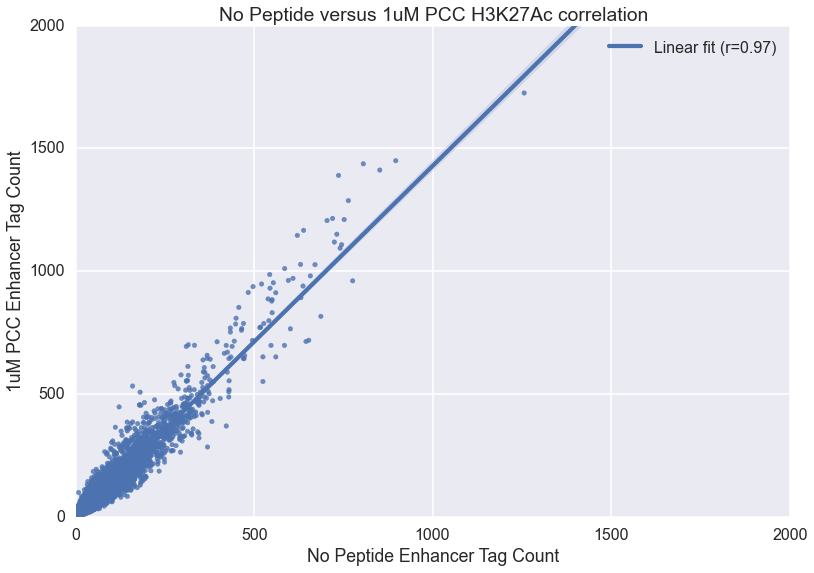 No Peptide versus 1uM PCC H3K27Ac correlation
Linear fit (r=0.97)
1uM PCC Enhancer Tag Count
2000
1500
1000
500
0
0 500 1000 1500 2000
No Peptide Enhancer Tag Count